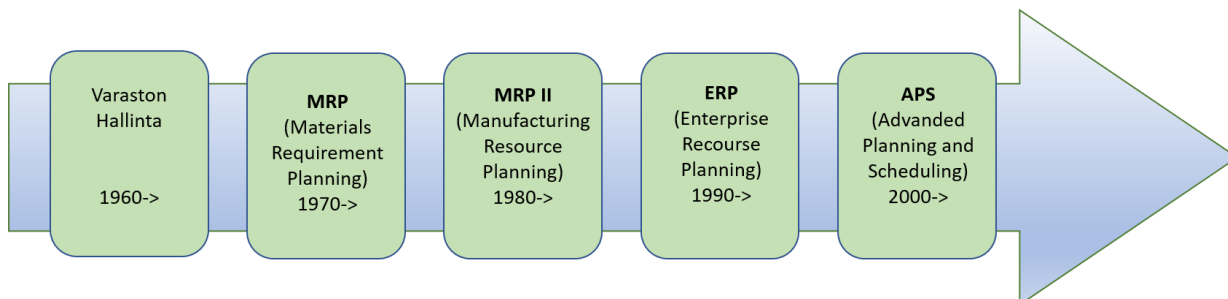 Varaston
Hallinta
1960->
MRP
(Materials
Requirement
Planning)
1970->
MRP II
(Manufacturing
Resource
Planning)
1980->
ERP
(Enterprise
Recourse
Planning)
1990->
APS
(Advanded
Planning and
Scheduling)
2000->